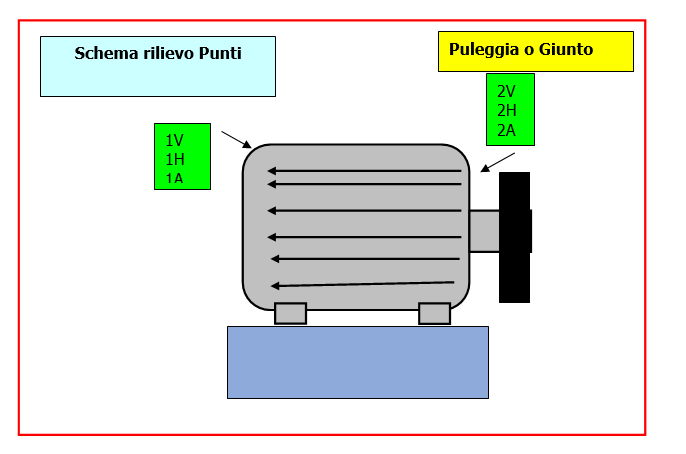 Schema rilievo Punti
Puleggia o Giunto
2V
2H
2A
1V
1H
1A